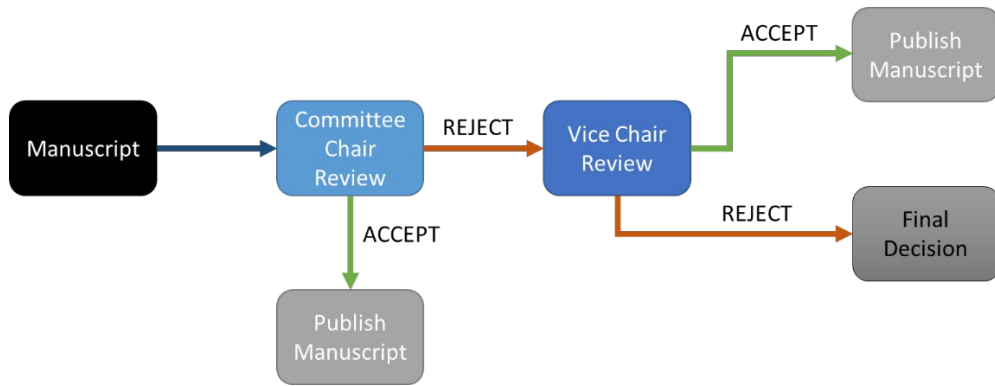 Manuscript
Committee
Chair
Review
REJECT
Vice Chair
Review
ACCEPT
Publish
Manuscript
REJECT
Final
Decision
ACCEPT
Publish
Manuscript